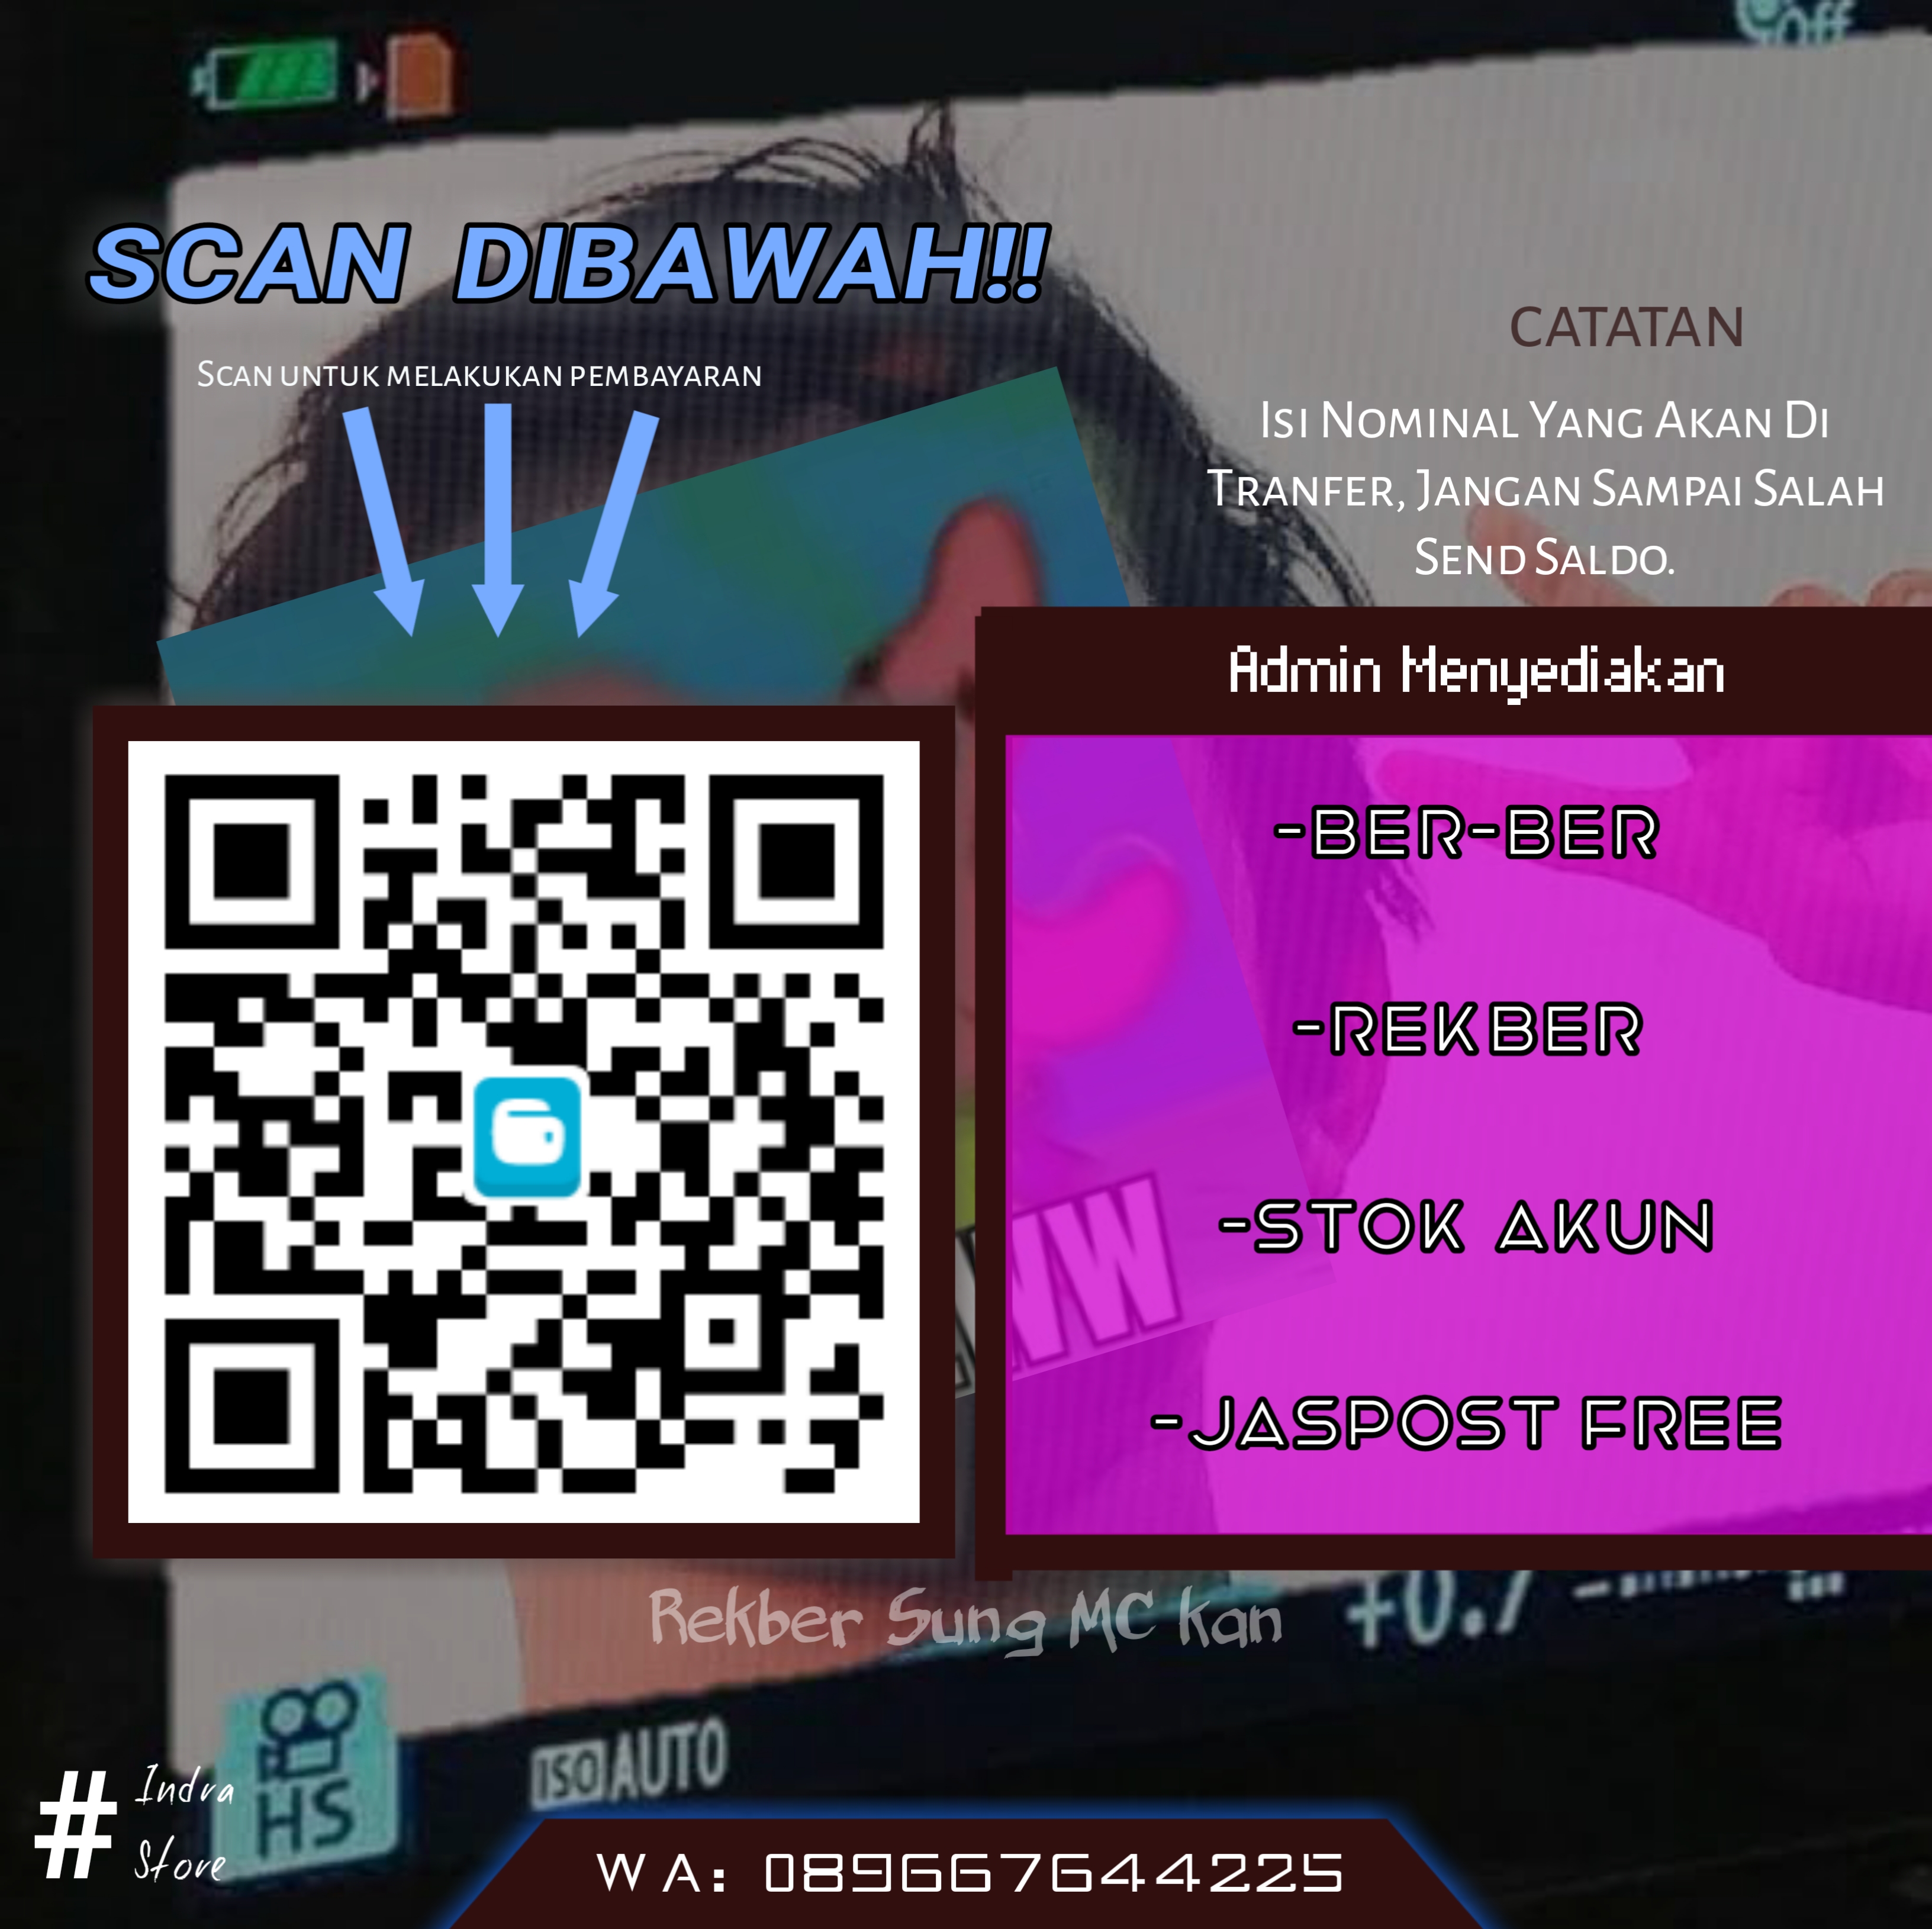 Off
SCAN DIBAWAH!!
SCAN UNTUK MELAKUKAN PEMBAYARAN
CATATAN
ISI NOMINAL YANG AKAN DI
TRANFER, JANGAN SAMPAI SALAH
SEND SALDO.
Admin Menyediakan
-BER-BER
-REKBER
-STOK AKUN
-JASPOST FREE
Rekber Sung MC Kan
+0.7
HS
ISO AUTO
# Indra
Store
WA: 089667644225